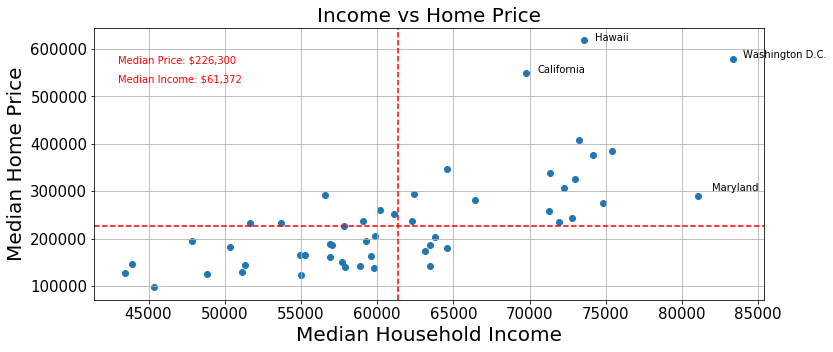 Income vs Home Price
Median Home Price
600000
500000
400000
300000
200000
100000
Median Price: $226,300
Median Income: $61,372
Hawaii
Washington D.C.
California
Maryland
45000 50000 55000 60000 65000 70000 75000 80000 85000
Median Household Income